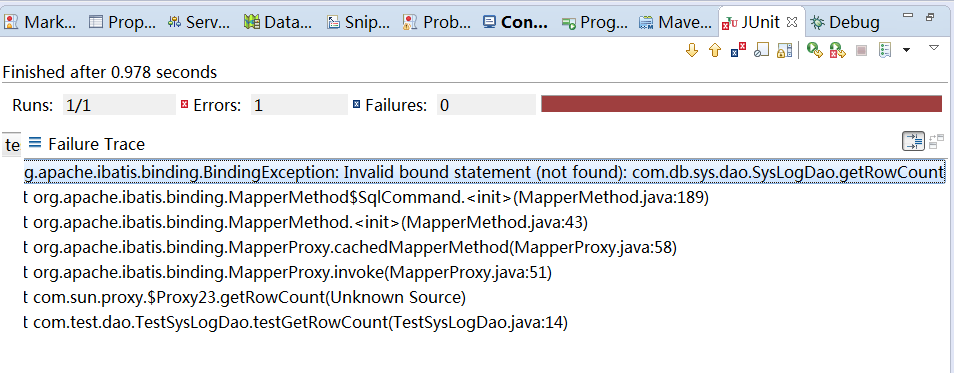 Mark... Prop... Serv... Data... Snip... Prob... Con... Prog... Mave... JUnit Debug
Finished after 0.978 seconds
Runs: 1/1 Errors: 1 Failures: 0
te Failure Trace
g.apache.ibatis.binding.BindingException: Invalid bound statement (not found): com.db.sys.dao.SysLogDao.getRowCount
t org.apache.ibatis.binding.MapperMethod$SqlCommand.<init>(MapperMethod.java:189)
t org.apache.ibatis.binding.MapperMethod.<init>(MapperMethod.java:43)
t org.apache.ibatis.binding.MapperProxy.cachedMapperMethod(MapperProxy.java:58)
t org.apache.ibatis.binding.MapperProxy.invoke(MapperProxy.java:51)
t com.sun.proxy.$Proxy23.getRowCount(Unknown Source)
t com.test.dao.TestSysLogDao.testGetRowCount(TestSysLogDao.java:14)